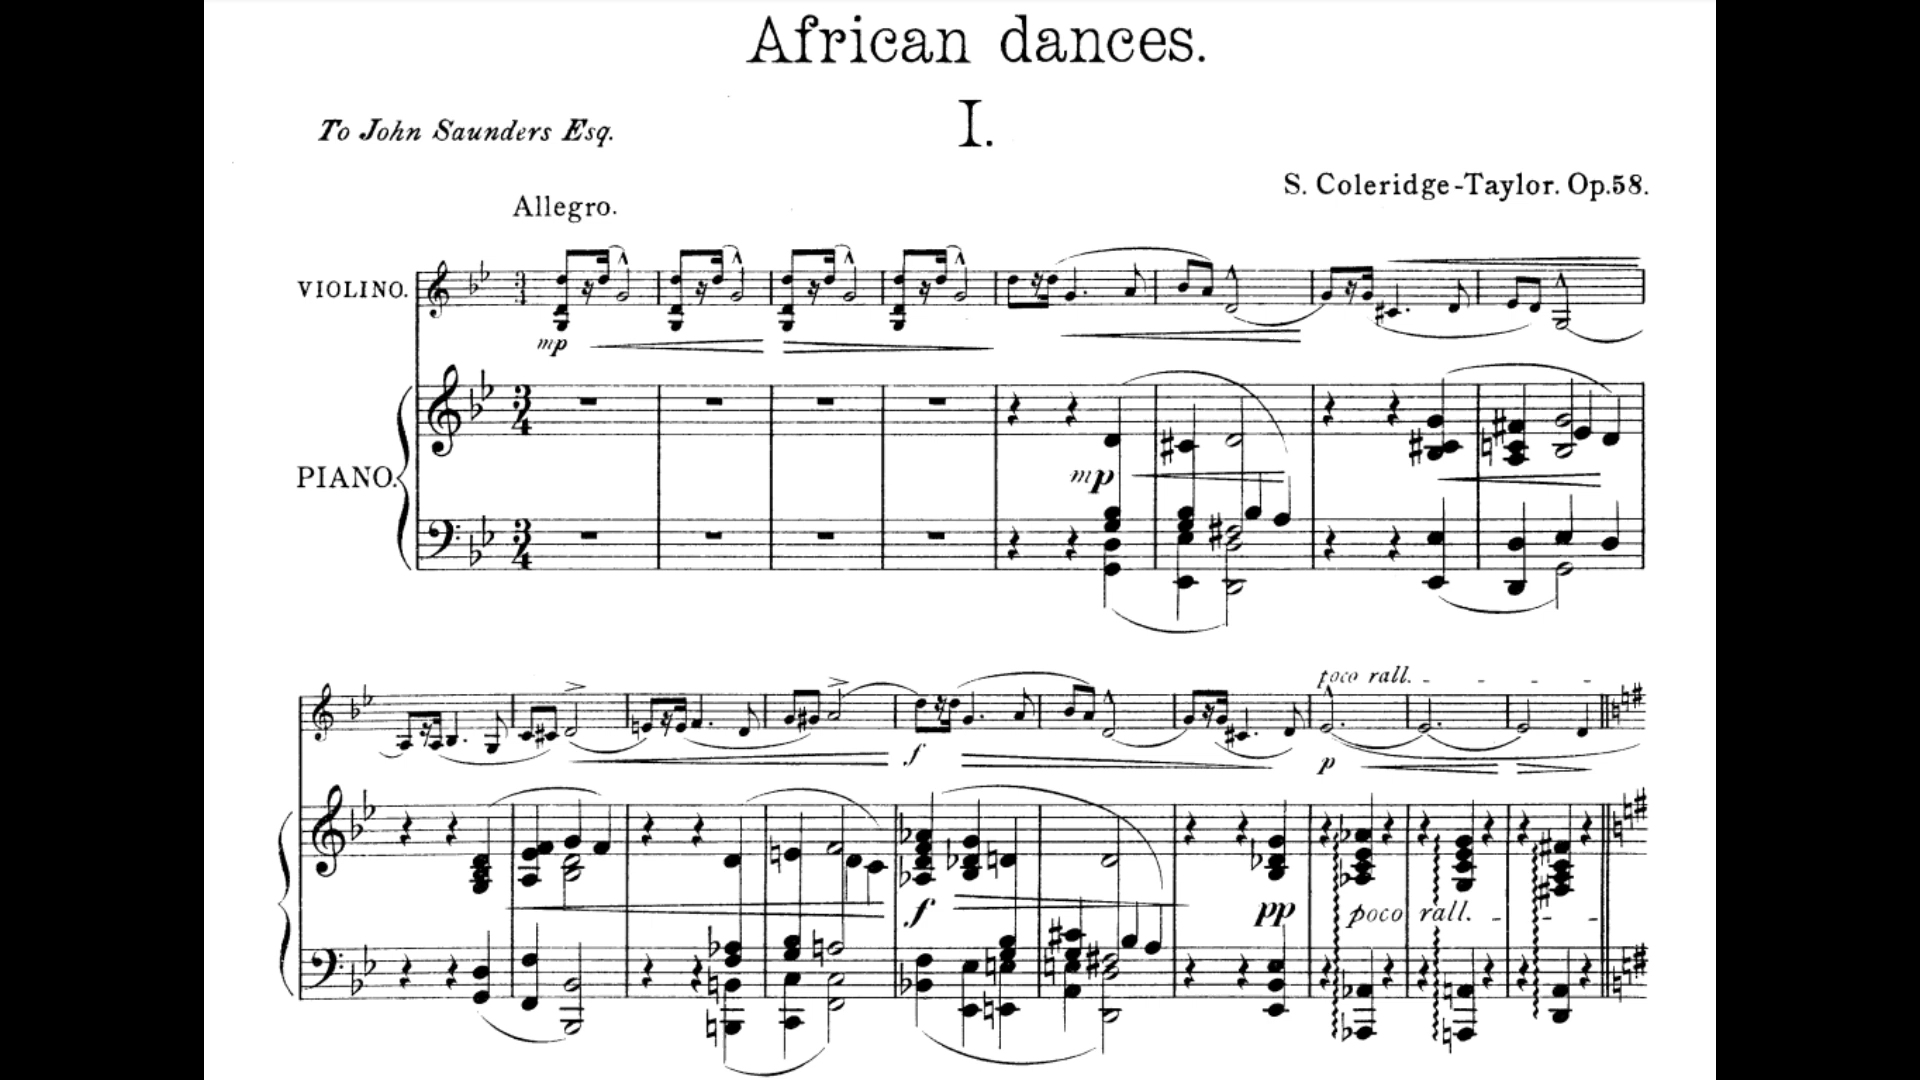 African dances.
I.
To John Saunders Esq.
S. Coleridge-Taylor. Op.58.
Allegro.
VIOLINO.
mp
PIANO.
mp
poco rall.
f
p
f
pp
poco rall.